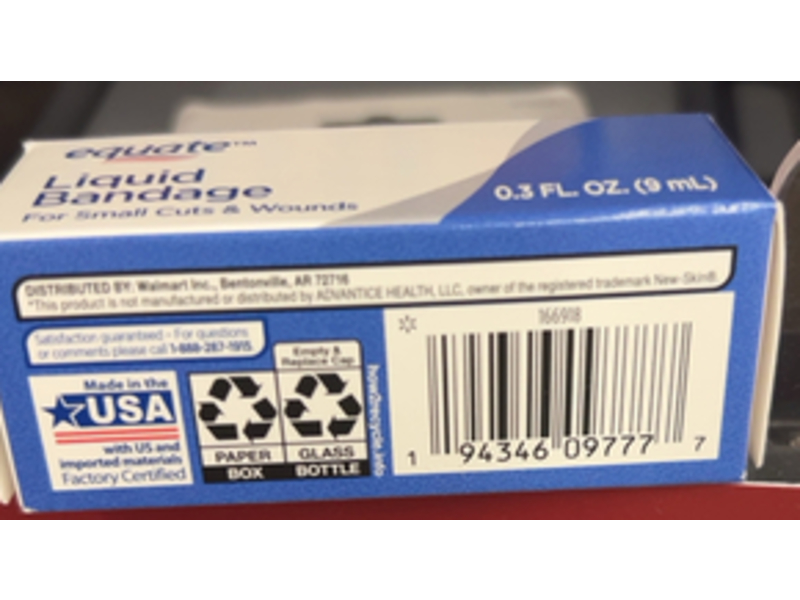 equate™
Liquid
Bandage
For Small Cuts & Wounds
0.3 FL. OZ. (9 mL)
DISTRIBUTED BY: Walmart Inc., Bentonville, AR 72716
*This product is not manufactured or distributed by ADVANTICE HEALTH, LLC, owner of the registered trademark New-Skin®.
Satisfaction guaranteed – For questions
or comments please call 1-888-287-1915
Made in the
USA
with US and
imported materials
Factory Certified
Empty &
Replace Cap
PAPER
BOX
GLASS
BOTTLE
how2recycle.info
166918
1 94346 09777 7